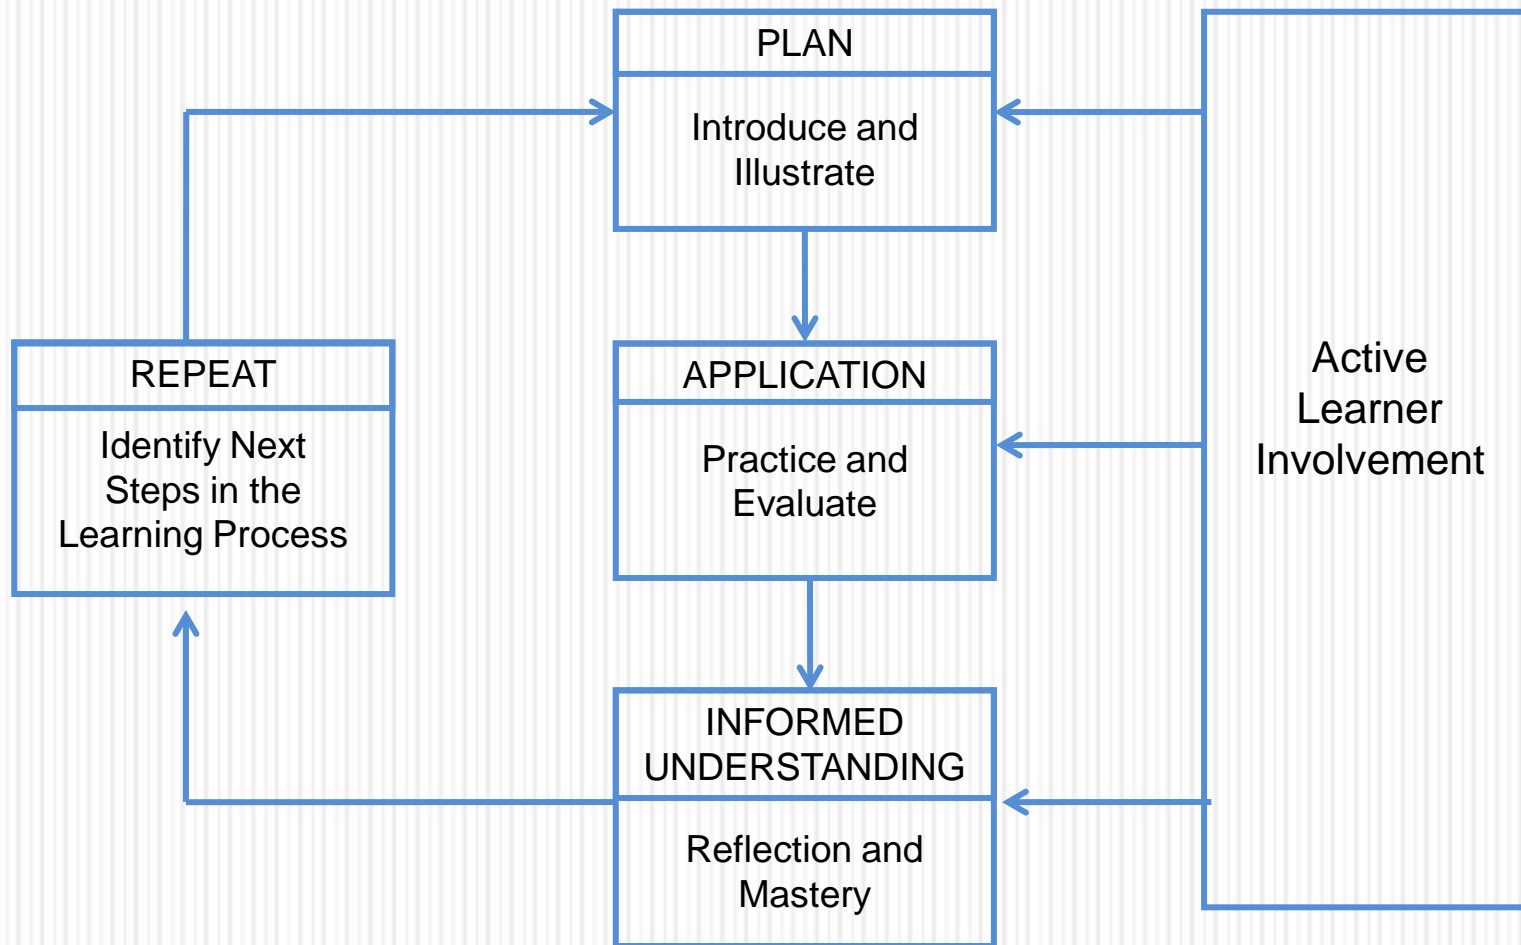 PLAN
Introduce and
Illustrate
REPEAT
Identify Next
Steps in the
Learning Process
APPLICATION
Practice and
Evaluate
INFORMED
UNDERSTANDING
Reflection and
Mastery
Active
Learner
Involvement